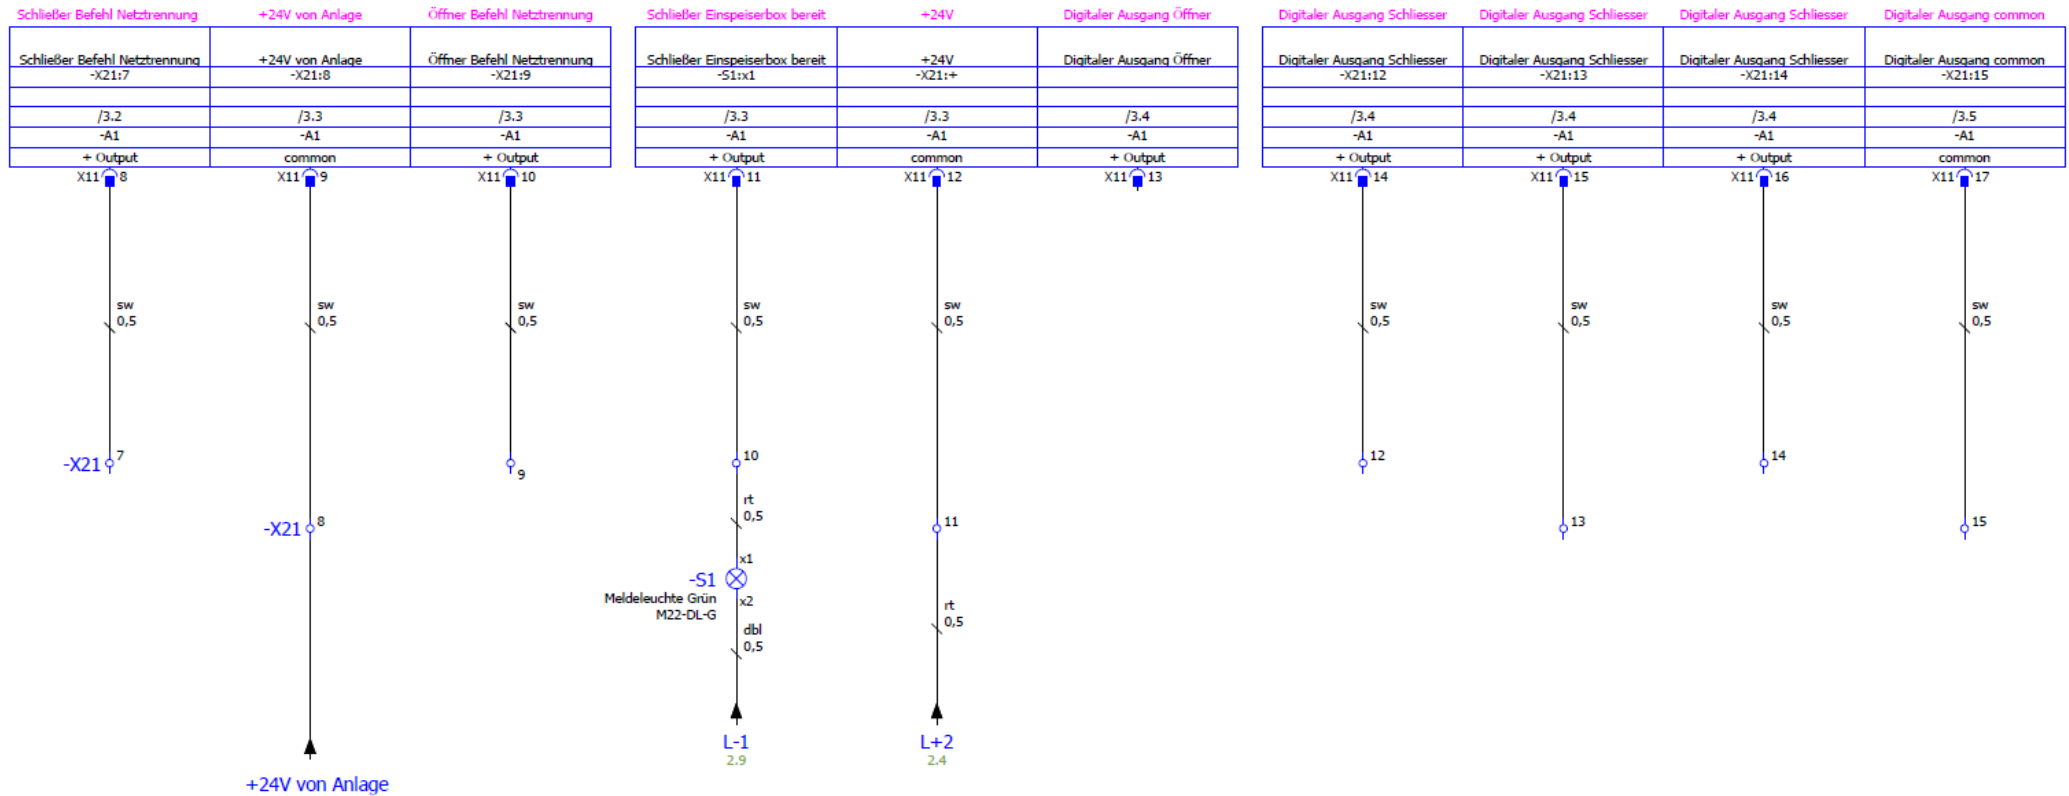 Schließer Befehl Netztrennung +24V von Anlage Öffner Befehl Netztrennung Schließer Einspeiserbox bereit +24V Digitaler Ausgang Öffner Digitaler Ausgang Schliesser Digitaler Ausgang Schliesser Digitaler Ausgang Schliesser Digitaler Ausgang common
Schließer Befehl Netztrennung +24V von Anlage Öffner Befehl Netztrennung Schließer Einspeiserbox bereit +24V Digitaler Ausgang Öffner Digitaler Ausgang Schliesser Digitaler Ausgang Schliesser Digitaler Ausgang Schliesser Digitaler Ausgang common
-X21:7 -X21:8 -X21:9 -S1:x1 -X21:+ -X21:12 -X21:13 -X21:14 -X21:15
/3.2 /3.3 /3.3 /3.3 /3.3 /3.4 /3.4 /3.4 /3.4 /3.5
-A1 -A1 -A1 -A1 -A1 -A1 -A1 -A1 -A1 -A1
+ Output common + Output + Output common + Output + Output + Output + Output common
X11 8 X11 9 X11 10 X11 11 X11 12 X11 13 X11 14 X11 15 X11 16 X11 17
sw sw sw sw sw sw sw sw sw
0,5 0,5 0,5 0,5 0,5 0,5 0,5 0,5 0,5
-X21 7 9 10 12 14
rt
0,5
-X21 8 11 13 15
x1
-S1
Meldeleuchte Grün x2
M22-DL-G
rt
0,5
dbl
0,5
L-1 L+2
2.9 2.4
+24V von Anlage